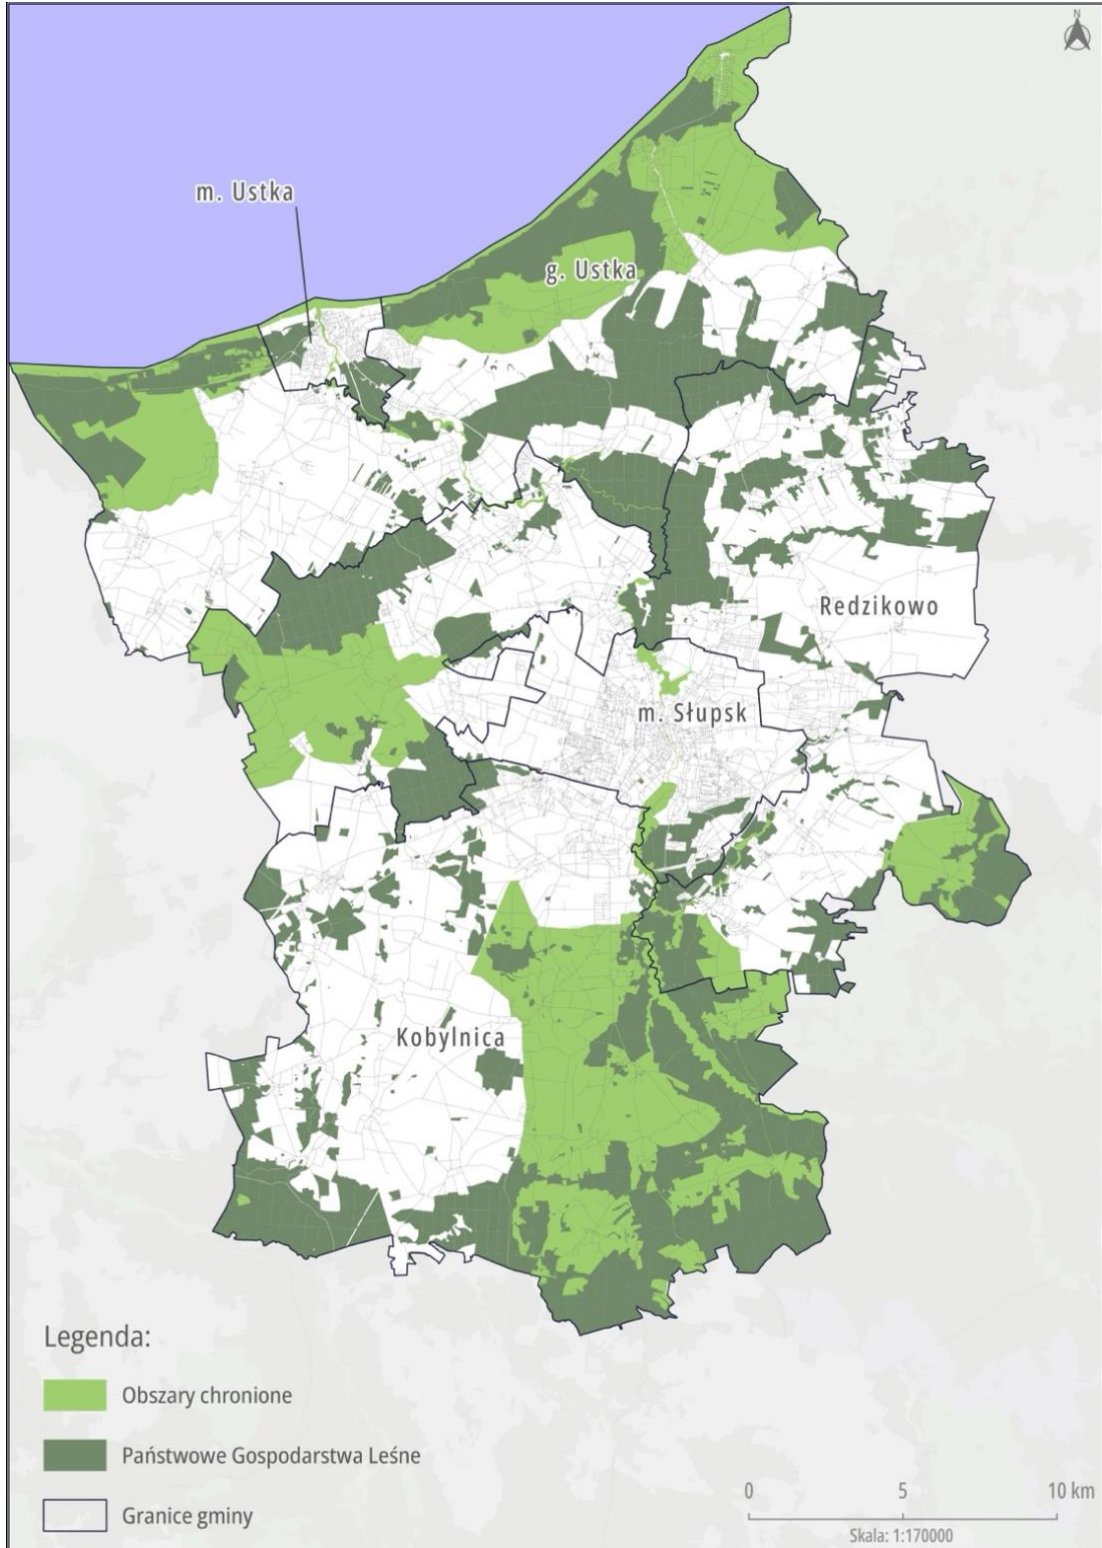 N
m. Ustka
g. Ustka
Redzikowo
m. Słupsk
Kobylnica
Legenda:
Obszary chronione
Państwowe Gospodarstwa Leśne
Granice gminy
0 5 10 km
Skala: 1:170000